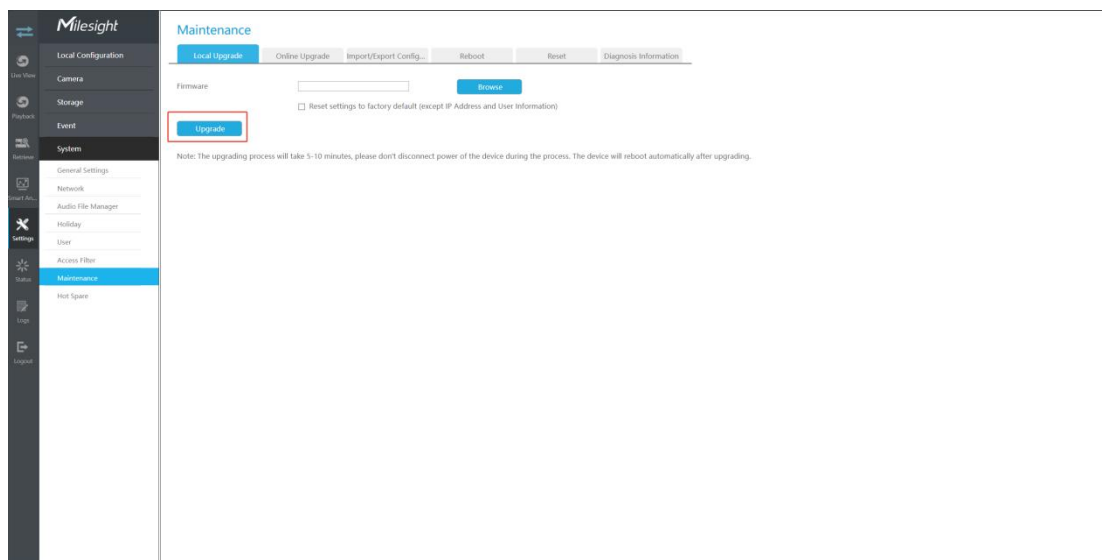 Milesight
Live View
Playback
Retrieve
Smart An...
Settings
Status
Logs
Logout
Local Configuration
Camera
Storage
Event
System
General Settings
Network
Audio File Manager
Holiday
User
Access Filter
Maintenance
Hot Spare
Maintenance
Local Upgrade Online Upgrade Import/Export Config... Reboot Reset Diagnosis Information
Firmware Browse
Reset settings to factory default (except IP Address and User Information)
Upgrade
Note: The upgrading process will take 5-10 minutes, please don't disconnect power of the device during the process. The device will reboot automatically after upgrading.